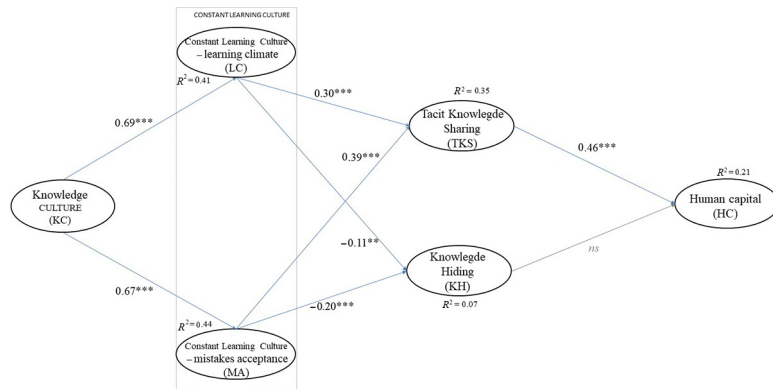 CONSTANT LEARNING CULTURE
Constant Learning Culture
– learning climate
(LC)
R² = 0.41
0.69***
0.30***
R² = 0.35
Tacit Knowlegde
Sharing
(TKS)
0.39***
0.46***
R² = 0.21
Human capital
(HC)
Knowledge
CULTURE
(KC)
−0.11**
ns
Knowlegde
Hiding
(KH)
R² = 0.07
0.67***
−0.20***
R² = 0.44
Constant Learning Culture
– mistakes acceptance
(MA)